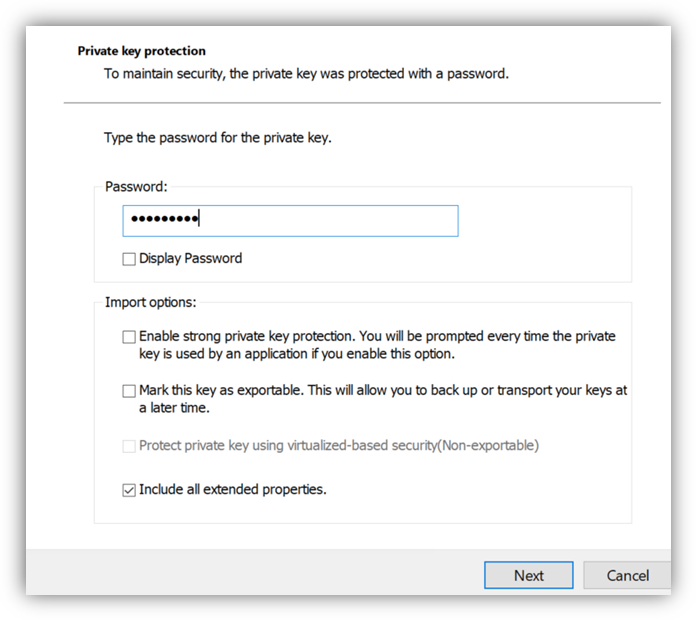 Private key protection
To maintain security, the private key was protected with a password.
Type the password for the private key.
Password:
●●●●●●●●●
Display Password
Import options:
Enable strong private key protection. You will be prompted every time the private
key is used by an application if you enable this option.
Mark this key as exportable. This will allow you to back up or transport your keys at
a later time.
Protect private key using virtualized-based security(Non-exportable)
Include all extended properties.
Next
Cancel